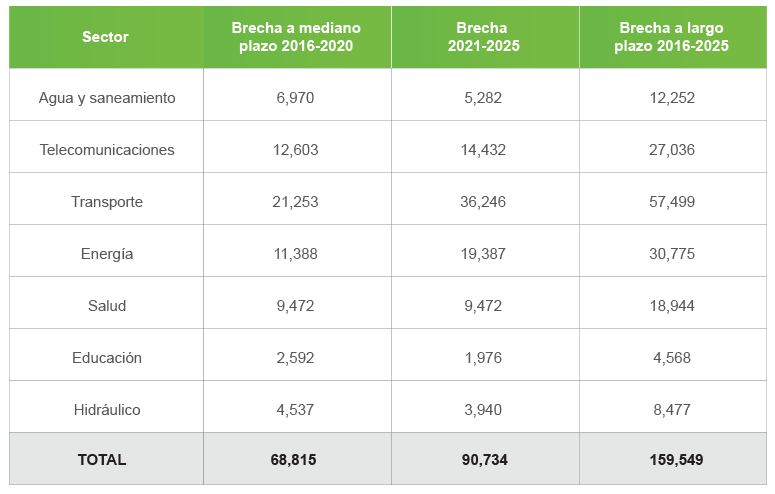 Sector
Brecha a mediano
plazo 2016-2020
Brecha
2021-2025
Brecha a largo
plazo 2016-2025
Agua y saneamiento 6,970 5,282 12,252
Telecomunicaciones 12,603 14,432 27,036
Transporte 21,253 36,246 57,499
Energía 11,388 19,387 30,775
Salud 9,472 9,472 18,944
Educación 2,592 1,976 4,568
Hidráulico 4,537 3,940 8,477
TOTAL 68,815 90,734 159,549